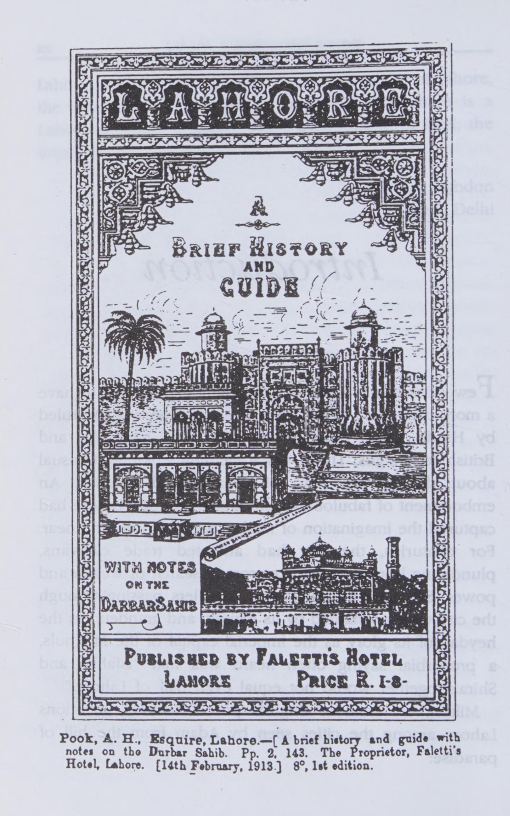 LAHORE
A
BRIEF HISTORY
AND
GUIDE
WITH NOTES
ON THE
DARBAR SAHIB
PUBLISHED BY FALETTI'S HOTEL
LAHORE PRICE R. 1-8-
Pook, A. H., Esquire, Lahore.—[A brief history and guide with
notes on the Durbar Sahib. Pp. 2, 143. The Proprietor, Faletti's
Hotel, Lahore. [14th February, 1913.] 8°, 1st edition.